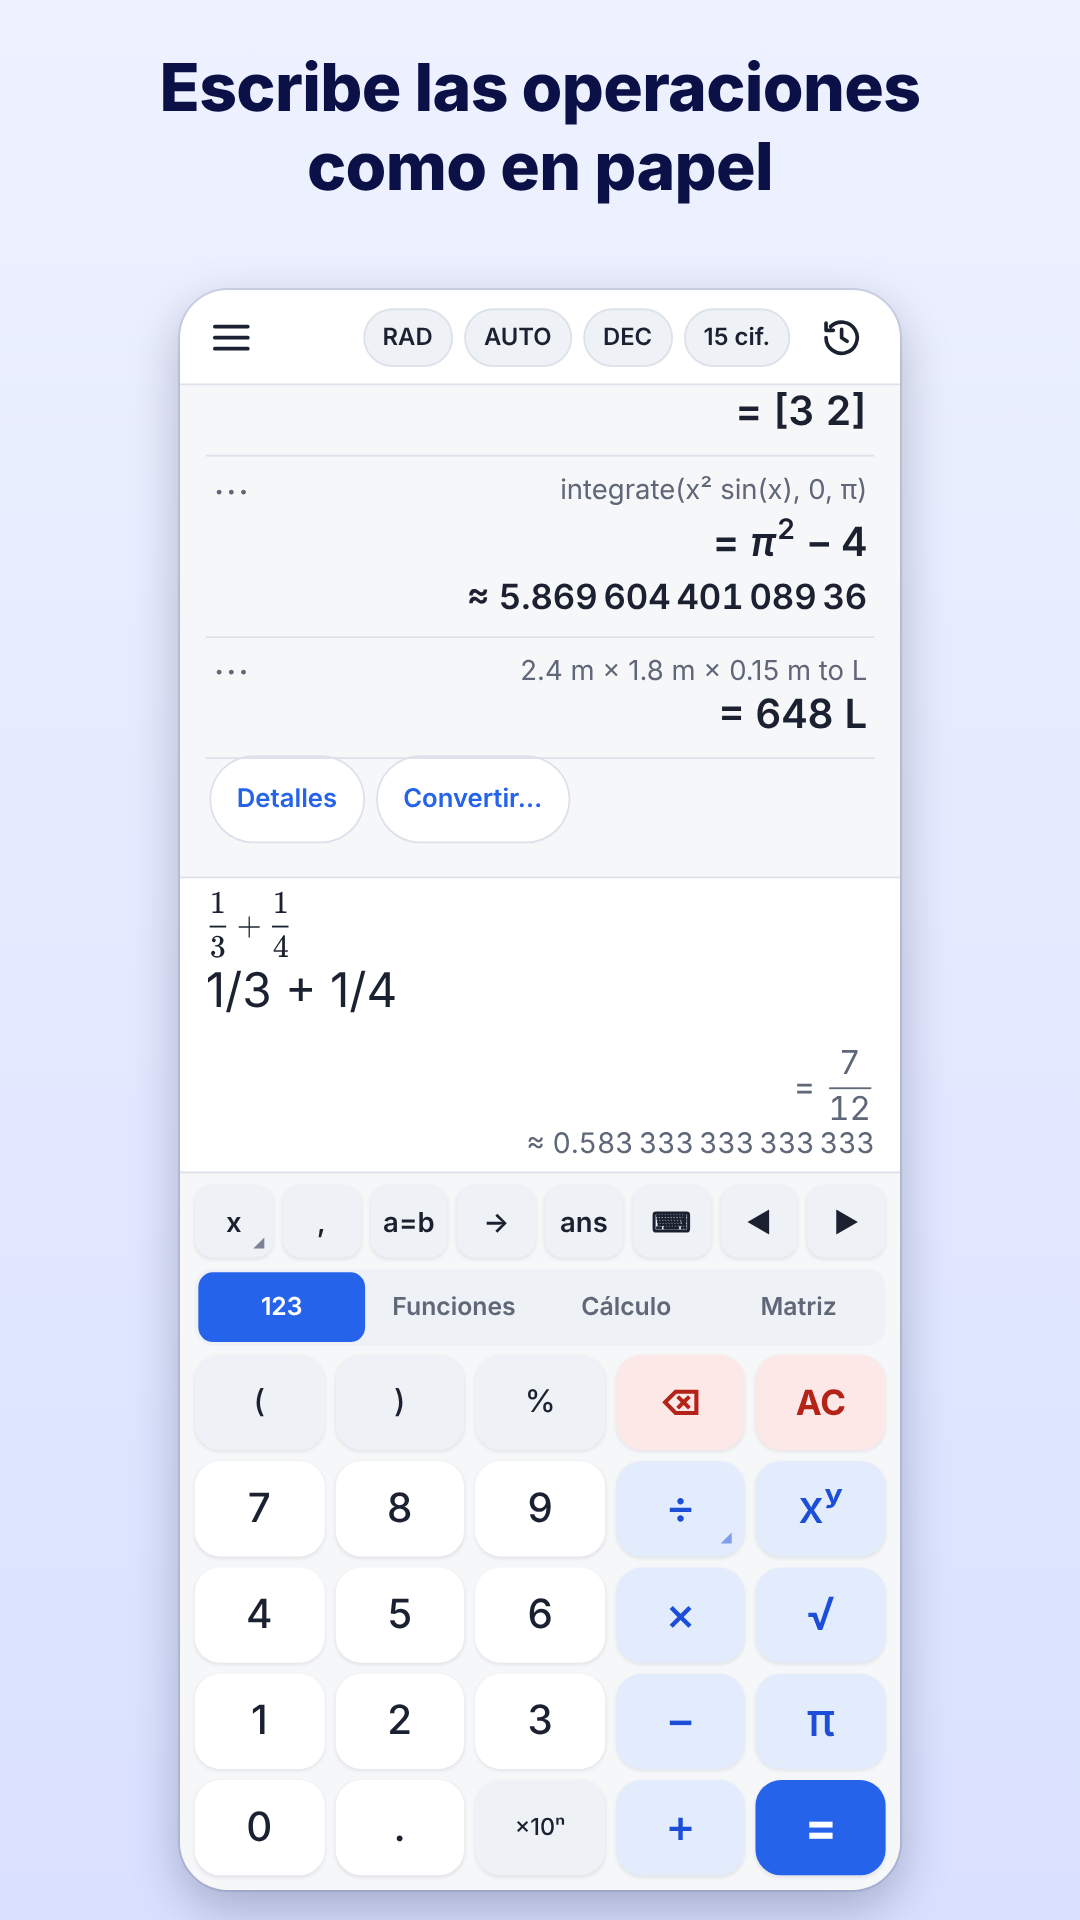 Escribe las operaciones
como en papel
RAD AUTO DEC 15 cif.
= [3 2]
... integrate(x² sin(x), 0, π)
= π² − 4
≈ 5.869 604 401 089 36
... 2.4 m × 1.8 m × 0.15 m to L
= 648 L
Detalles Convertir...
1/3 + 1/4
1/3 + 1/4
= 7/12
≈ 0.583 333 333 333 333
x , a=b → ans ⌨ ◀ ▶
123 Funciones Cálculo Matriz
( ) % ⌫ AC
7 8 9 ÷ xʸ
4 5 6 × √
1 2 3 − π
0 . ×10ⁿ + =